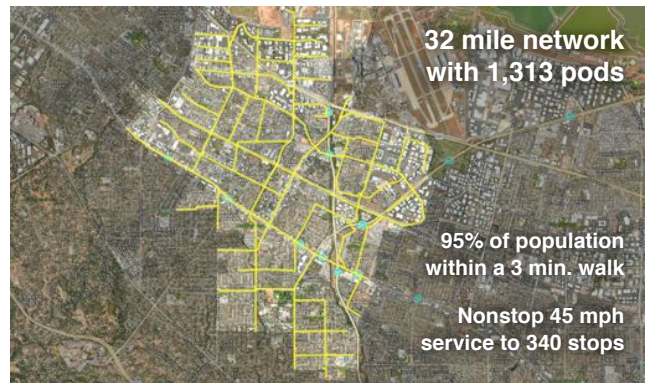 32 mile network
with 1,313 pods
95% of population
within a 3 min. walk
Nonstop 45 mph
service to 340 stops